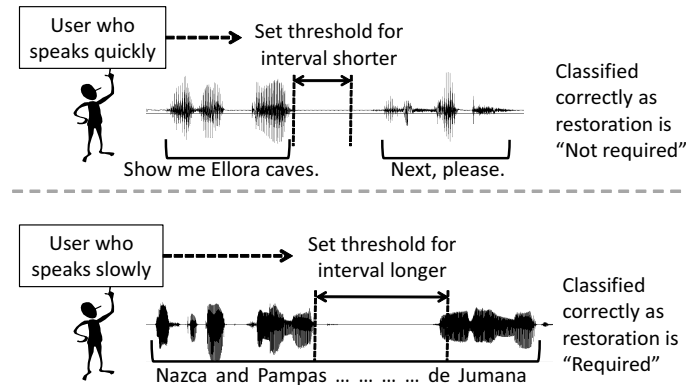 User who
speaks quickly
Set threshold for
interval shorter
Classified
correctly as
restoration is
“Not required”
Show me Ellora caves.
Next, please.
User who
speaks slowly
Set threshold for
interval longer
Classified
correctly as
restoration is
“Required”
Nazca and Pampas ... ... ... ... de Jumana